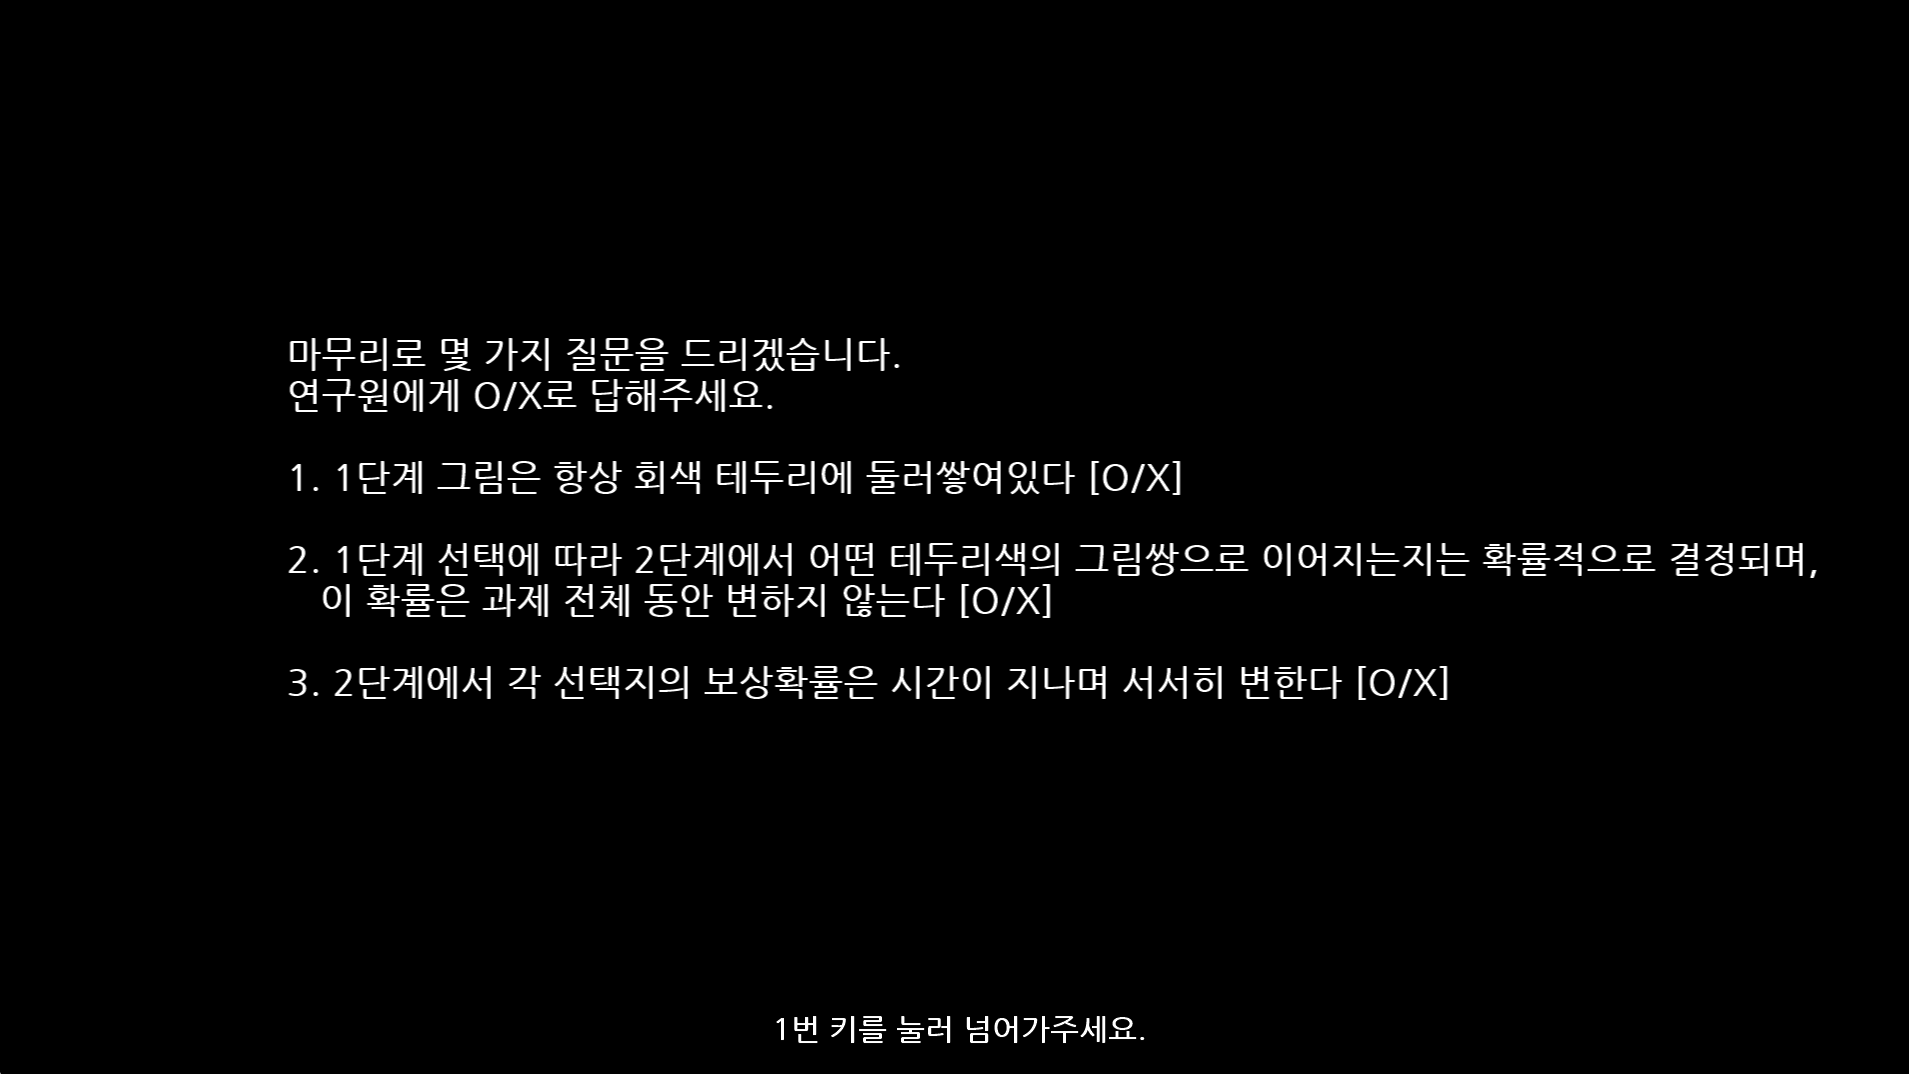 마무리로 몇 가지 질문을 드리겠습니다.
연구원에게 O/X로 답해주세요.
1. 1단계 그림은 항상 회색 테두리에 둘러쌓여있다 [O/X]
2. 1단계 선택에 따라 2단계에서 어떤 테두리색의 그림쌍으로 이어지는지는 확률적으로 결정되며,
이 확률은 과제 전체 동안 변하지 않는다 [O/X]
3. 2단계에서 각 선택지의 보상확률은 시간이 지나며 서서히 변한다 [O/X]
1번 키를 눌러 넘어가주세요.